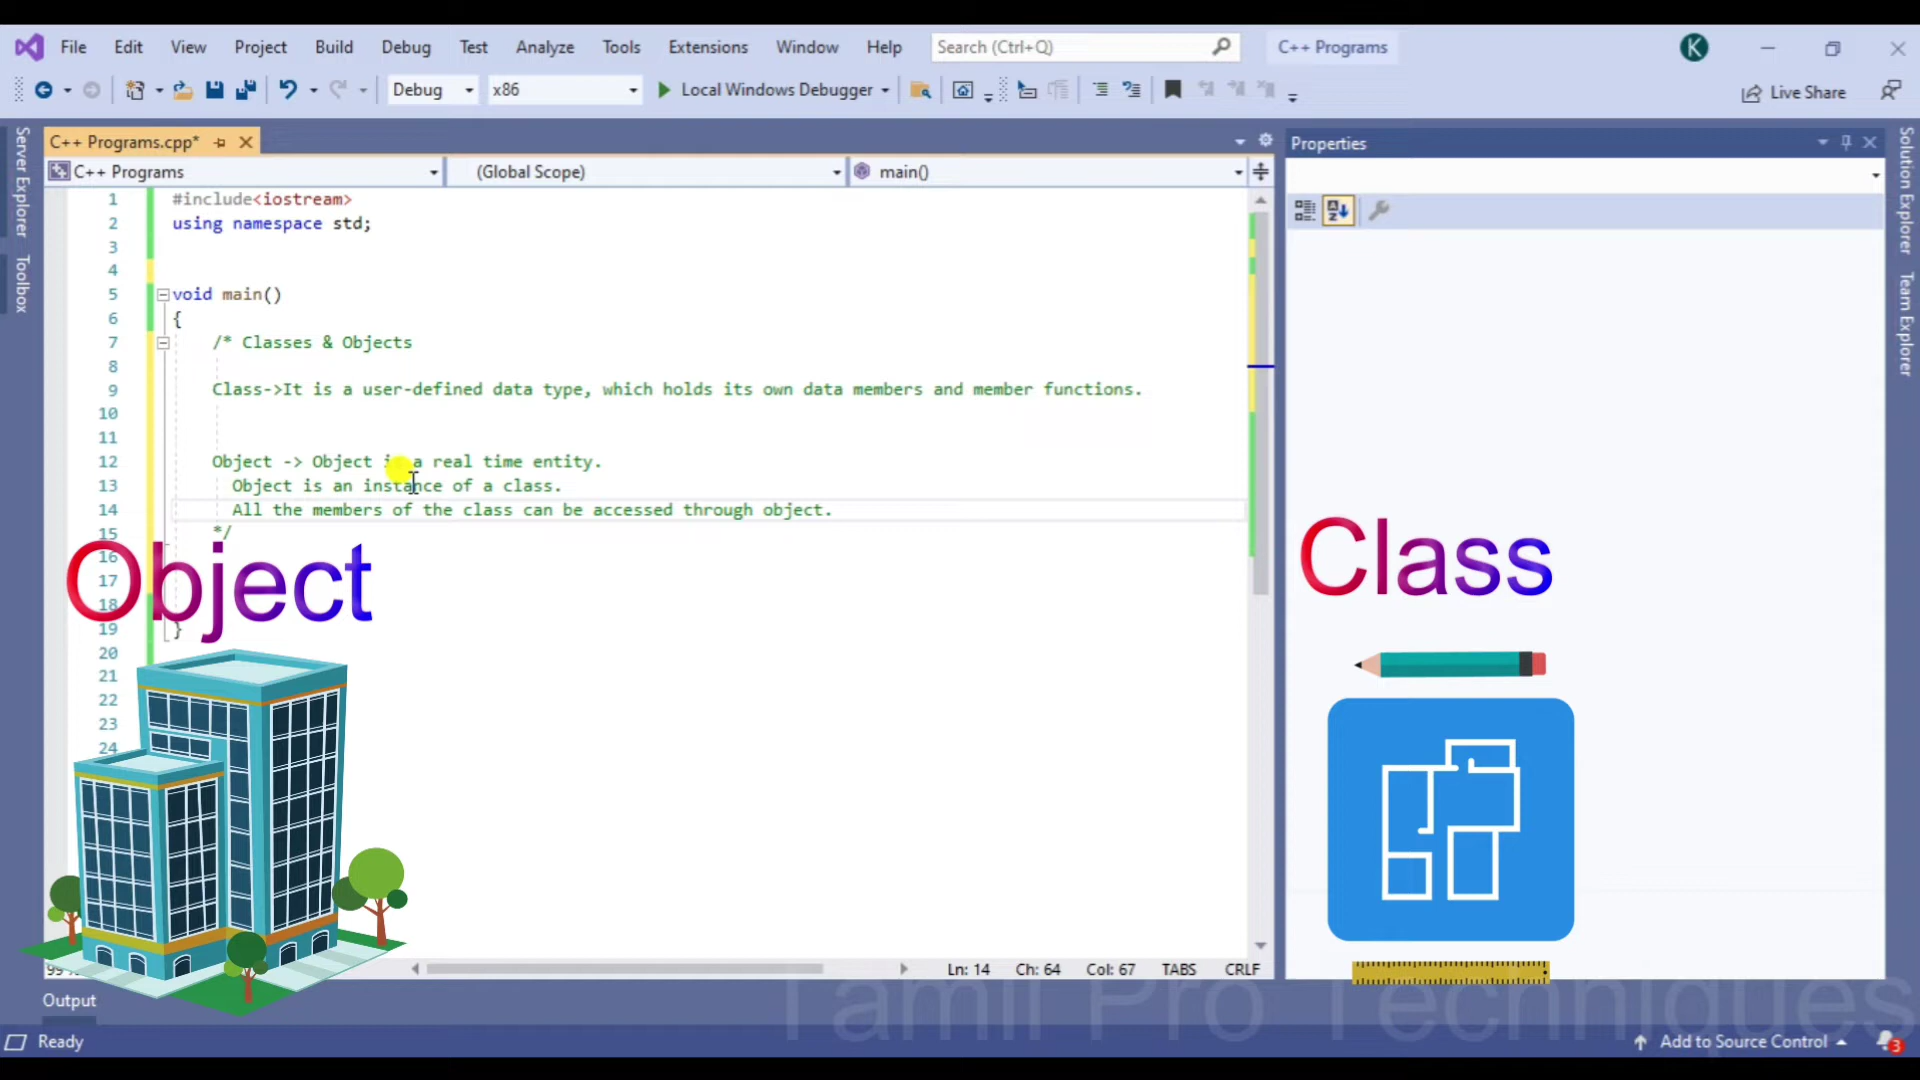 File Edit View Project Build Debug Test Analyze Tools Extensions Window Help Search (Ctrl+Q) C++ Programs K
Debug x86 Local Windows Debugger Live Share
Server Explorer
Toolbox
C++ Programs.cpp*
C++ Programs (Global Scope) main()
1 #include<iostream>
2 using namespace std;
3
4
5 void main()
6 {
7 /* Classes & Objects
8
9 Class->It is a user-defined data type, which holds its own data members and member functions.
10
11
12 Object -> Object is a real time entity.
13 Object is an instance of a class.
14 All the members of the class can be accessed through object.
15 */
16
17
18
19 }
20
21
22
23
24
Object
Properties
Class
Solution Explorer
Team Explorer
Ln: 14 Ch: 64 Col: 67 TABS CRLF
Output
Tamil Pro Techniques
Ready
Add to Source Control 3